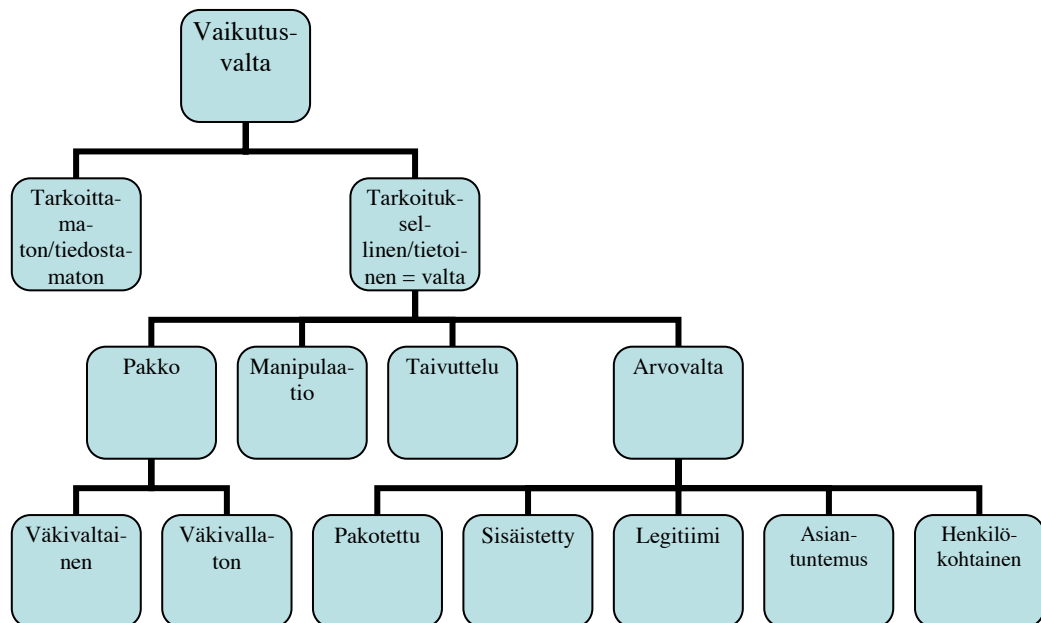 Vaikutus-
valta
Tarkoitta-
ma-
ton/tiedosta-
maton
Tarkoituk-
sel-
linen/tietoi-
nen = valta
Pakko
Manipulaa-
tio
Taivuttelu
Arvovalta
Väkivaltai-
nen
Väkivalla-
ton
Pakotettu
Sisäistetty
Legitiimi
Asian-
tuntemus
Henkilö-
kohtainen